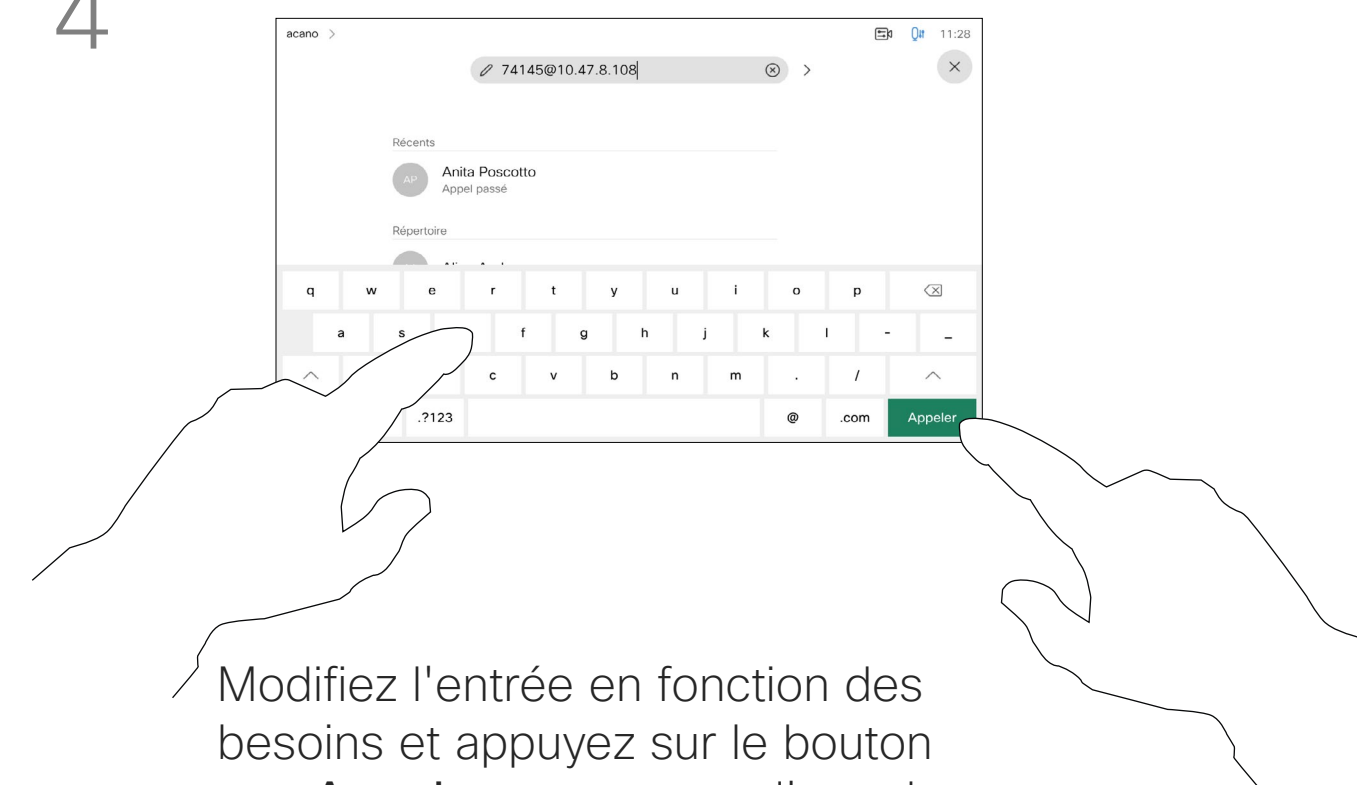 4
acano > 11:28
74145@10.47.8.108
Récents
AP Anita Poscotto
Appel passé
Répertoire
q w e r t y u i o p
a s f g h j k l - _
c v b n m . /
.?123 @ .com Appeler
Modifiez l'entrée en fonction des
besoins et appuyez sur le bouton